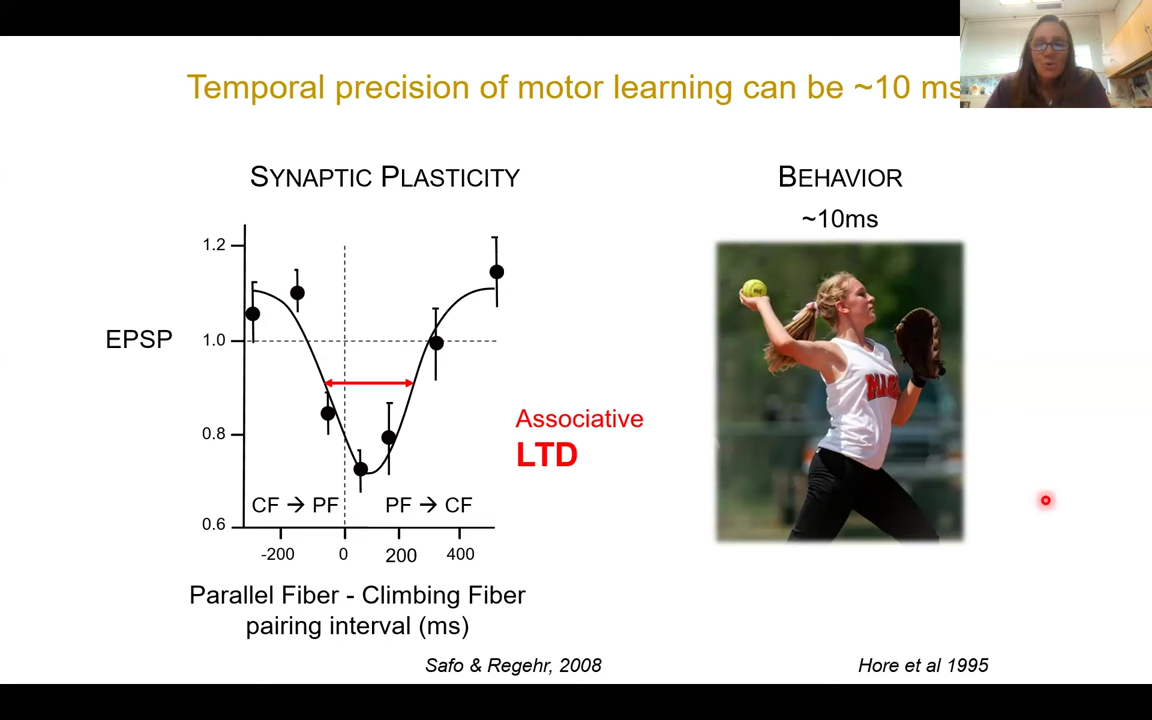 Temporal precision of motor learning can be ~10 ms
SYNAPTIC PLASTICITY
BEHAVIOR
~10ms
1.2
1.0
0.8
0.6
EPSP
Associative
LTD
CF → PF
PF → CF
-200
0
200
400
Parallel Fiber - Climbing Fiber
pairing interval (ms)
Safo & Regehr, 2008
Hore et al 1995